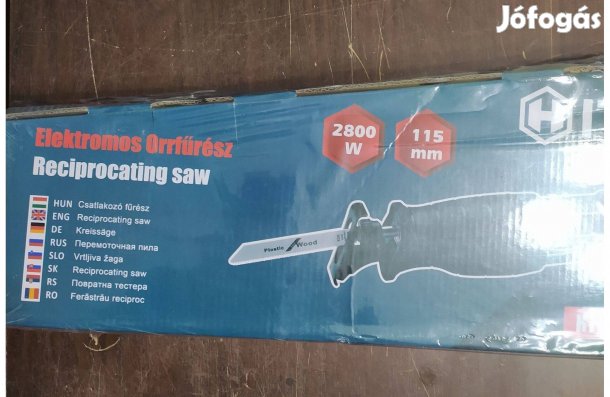 Jófogás
Elektromos Orrfűrész
Reciprocating saw
2800
W
115
mm
HUN Csatlakozó fűrész
ENG Reciprocating saw
DE Kreissäge
RUS Перемоточная пила
SLO Vrtljiva žaga
SK Reciprocating saw
RS Повратна тестера
RO Ferăstrău reciproc
Plastic Wood